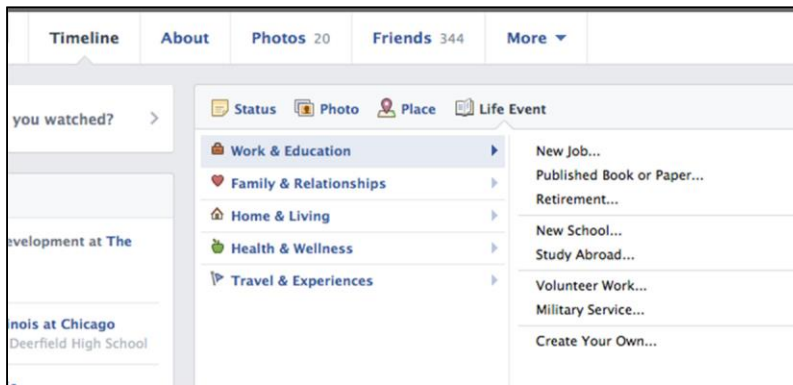 Timeline About Photos 20 Friends 344 More
you watched?
evelopment at The
inois at Chicago
Deerfield High School
Status Photo Place Life Event
Work & Education
Family & Relationships
Home & Living
Health & Wellness
Travel & Experiences
New Job...
Published Book or Paper...
Retirement...
New School...
Study Abroad...
Volunteer Work...
Military Service...
Create Your Own...